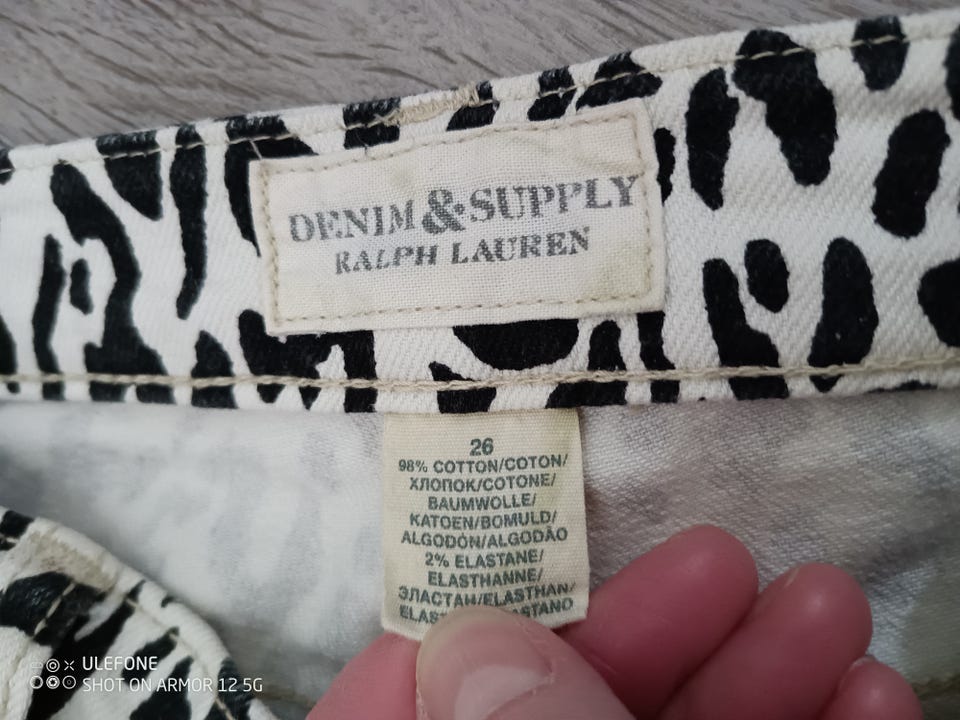 DENIM & SUPPLY
RALPH LAUREN
26
98% COTTON/COTON/
ХЛОПОК/COTONE/
BAUMWOLLE/
KATOEN/BOMULD/
ALGODÓN/ALGODÃO
2% ELASTANE/
ELASTHANNE/
ЭЛАСТАН/ELASTHAN/
ULEFONE
SHOT ON ARMOR 12 5G